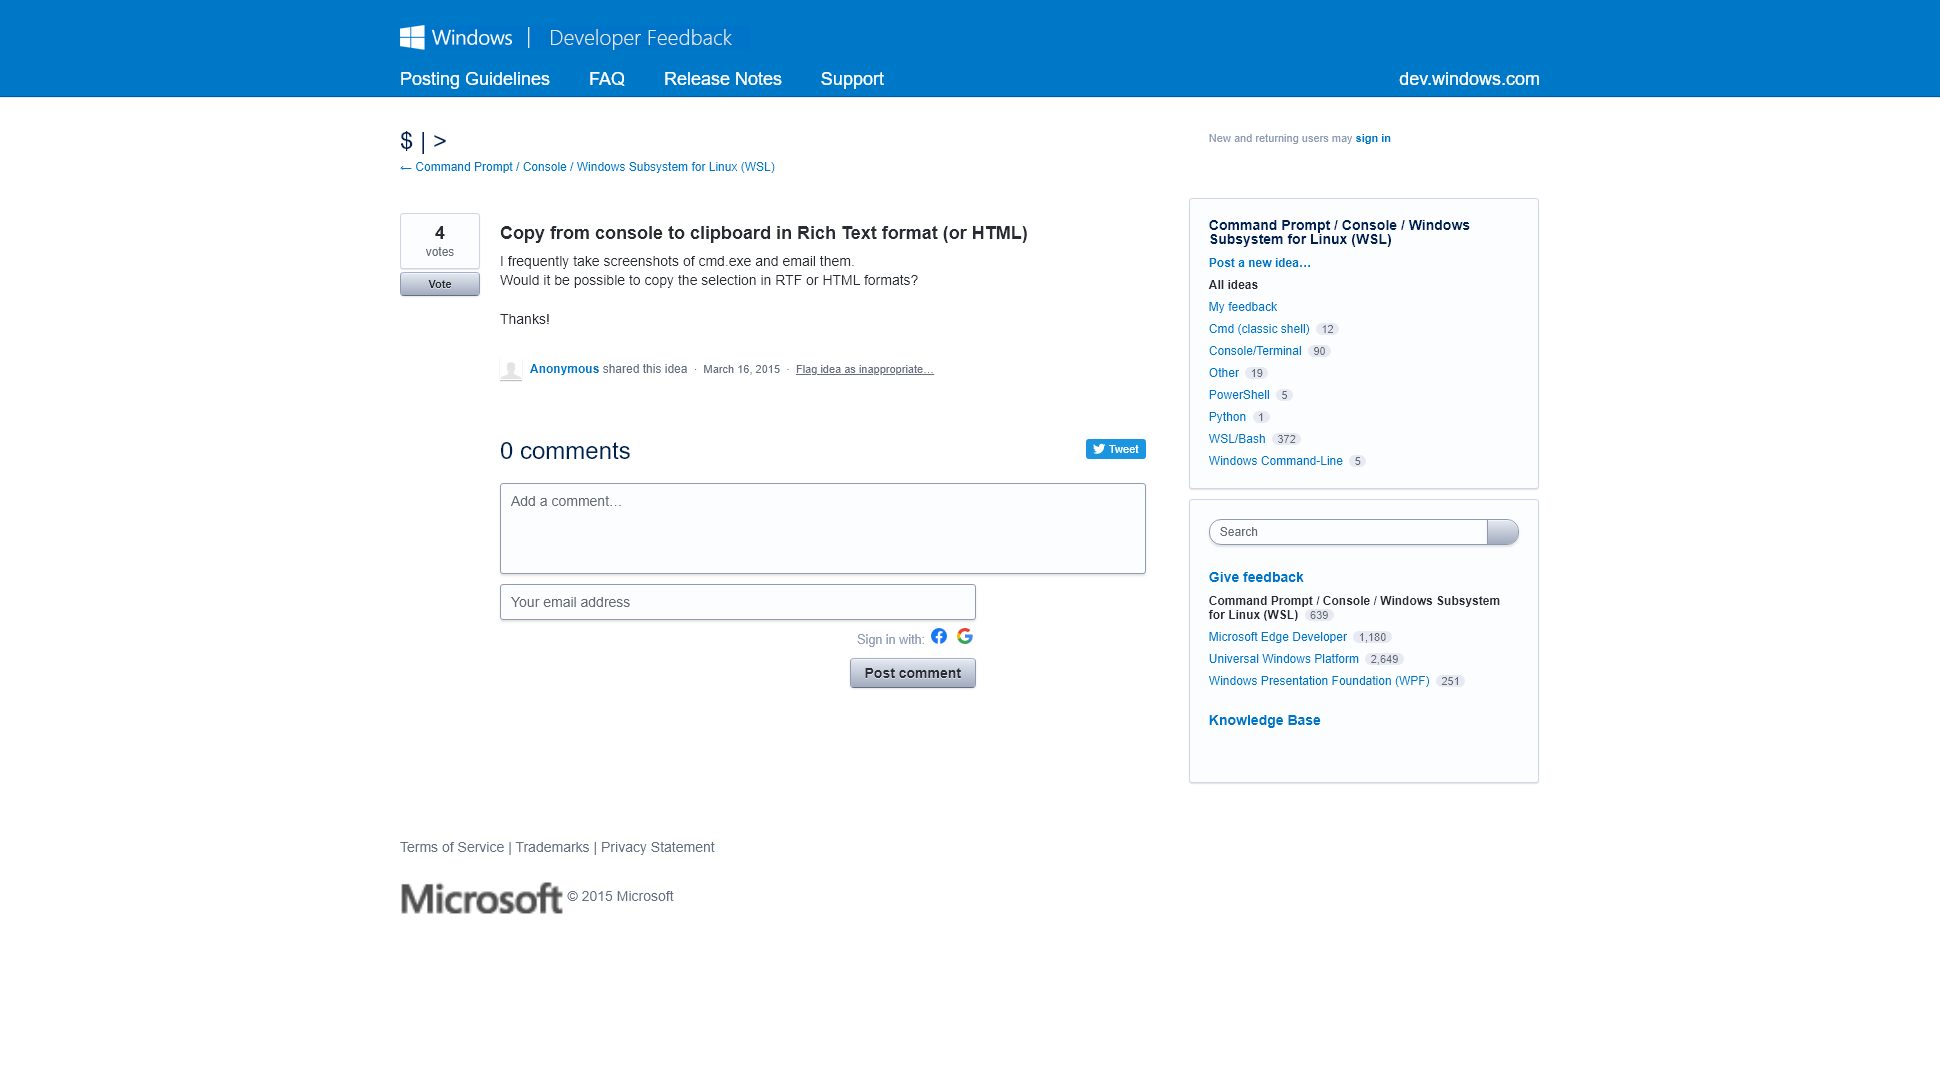 Windows | Developer Feedback
Posting Guidelines FAQ Release Notes Support dev.windows.com
$ | >
← Command Prompt / Console / Windows Subsystem for Linux (WSL)
New and returning users may sign in
4
votes
Vote
Copy from console to clipboard in Rich Text format (or HTML)
I frequently take screenshots of cmd.exe and email them.
Would it be possible to copy the selection in RTF or HTML formats?
Thanks!
Anonymous shared this idea · March 16, 2015 · Flag idea as inappropriate…
0 comments
Tweet
Add a comment…
Your email address
Sign in with:
Post comment
Command Prompt / Console / Windows
Subsystem for Linux (WSL)
Post a new idea…
All ideas
My feedback
Cmd (classic shell) 12
Console/Terminal 90
Other 19
PowerShell 5
Python 1
WSL/Bash 372
Windows Command-Line 5
Search
Give feedback
Command Prompt / Console / Windows Subsystem
for Linux (WSL) 639
Microsoft Edge Developer 1,180
Universal Windows Platform 2,649
Windows Presentation Foundation (WPF) 251
Knowledge Base
Terms of Service | Trademarks | Privacy Statement
Microsoft © 2015 Microsoft